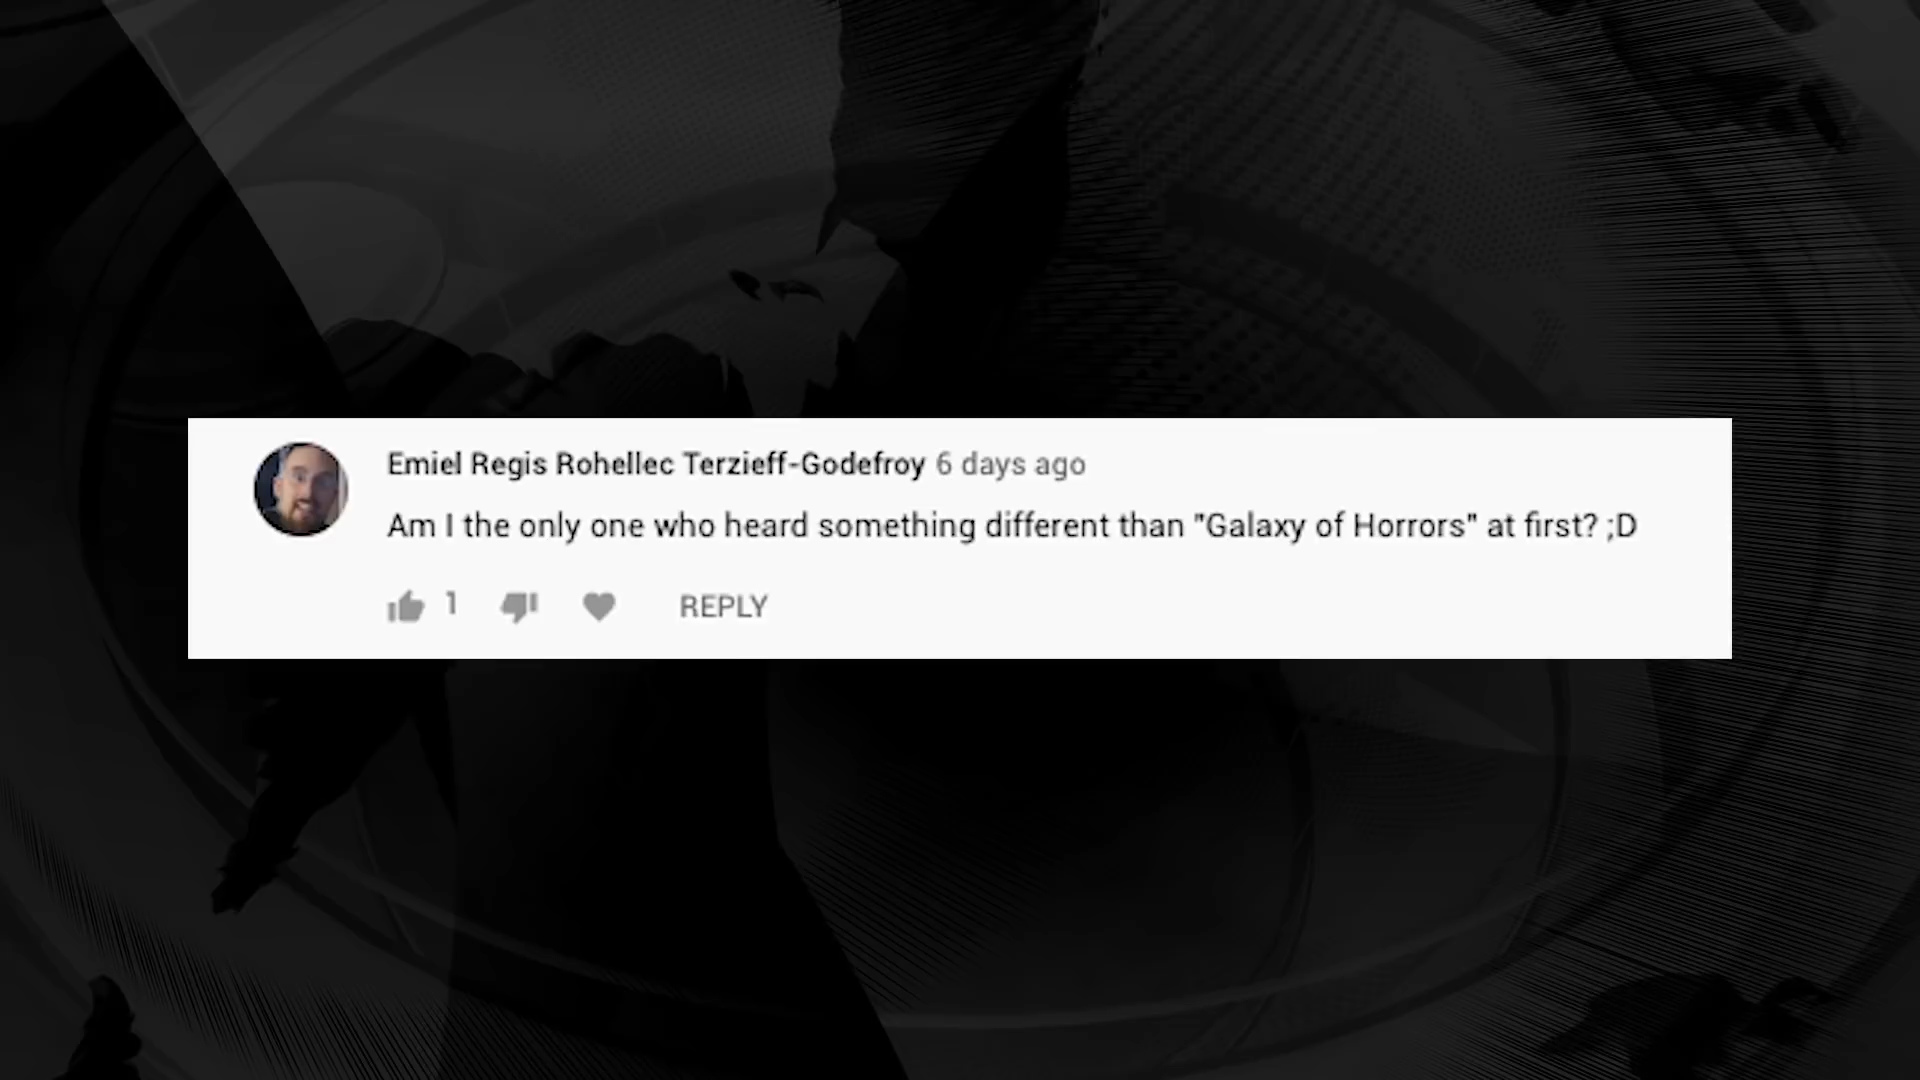 Emiel Regis Rohellec Terzieff-Godefroy 6 days ago
Am I the only one who heard something different than "Galaxy of Horrors" at first? ;D
1 REPLY